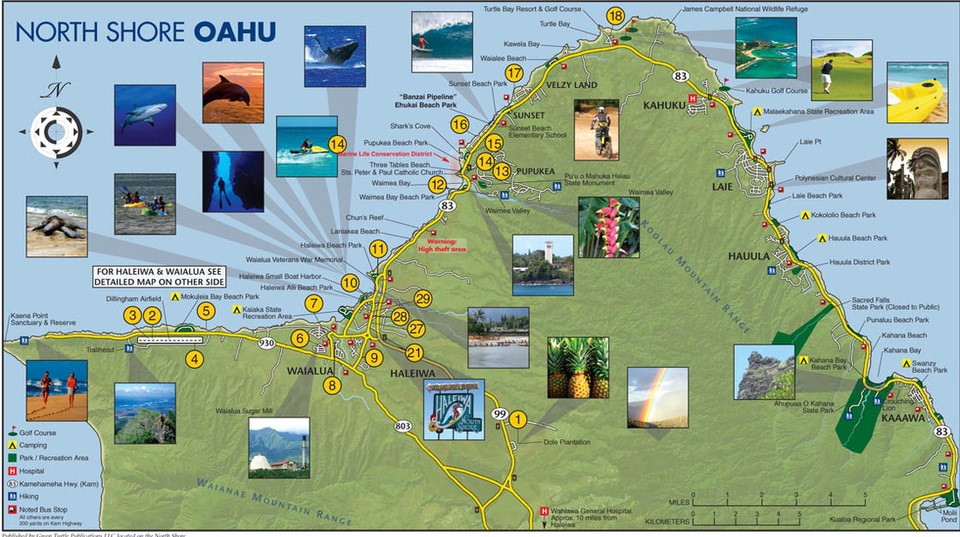 NORTH SHORE OAHU
N
Turtle Bay Resort & Golf Course
18
James Campbell National Wildlife Refuge
Turtle Bay
Kawela Bay
Waialee Beach
17
Sunset Beach Park
VELZY LAND
83
"Banzai Pipeline"
Ehukai Beach Park
KAHUKU
H
Kahuku Golf Course
Malaekahana State Recreation Area
SUNSET
Sunset Beach
Elementary School
16
Shark's Cove
15
Pupukea Beach Park
14
Marine Life Conservation District
Three Tables Beach
14
13
PUPUKEA
Sts. Peter & Paul Catholic Church
Waimea Bay
12
Pu'u o Mahuka Heiau
State Monument
Waimea Valley
Waimea Bay Beach Park
83
Waimea Valley
Laie Pt
LAIE
Polynesian Cultural Center
Laie Beach Park
Kokololio Beach Park
Chun's Reef
Laniakea Beach
Warning:
High theft area
KOOLAU MOUNTAIN RANGE
Hauula Beach Park
HAUULA
Hauula District Park
Haleiwa Beach Park
11
Waialua Veterans War Memorial
FOR HALEIWA & WAIALUA SEE
DETAILED MAP ON OTHER SIDE
Haleiwa Small Boat Harbor
10
Haleiwa Alii Beach Park
Dillingham Airfield
Mokuleia Bay Beach Park
Kaiaka State
Recreation Area
7
29
28
27
Kaena Point
Sanctuary & Reserve
3
2
5
6
21
Trailhead
4
930
WAIALUA
8
9
HALEIWA
Sacred Falls
State Park (Closed to Public)
Punaluu Beach Park
Kahana Beach
Kahana Bay
Kahana Bay
Beach Park
Swanzy
Beach Park
Ahupuaa O Kahana
State Park
Crouching
Lion
KAAAWA
83
Waialua Sugar Mill
803
HALEIWA
NORTH
SHORE
99
1
Dole Plantation
Golf Course
Camping
Park / Recreation Area
H
Hospital
83
Kamehameha Hwy. (Kam)
Hiking
Noted Bus Stop
All others are every
200 yards on Kam Highway
WAIANAE MOUNTAIN RANGE
H
Wahiawa General Hospital
Approx. 10 miles from
Haleiwa
MILES
0
1
2
3
4
5
KILOMETERS
0
1
2
3
4
5
Kualoa Regional Park
Molii
Pond
Published by Green Turtle Publications LLC located on the North Shore